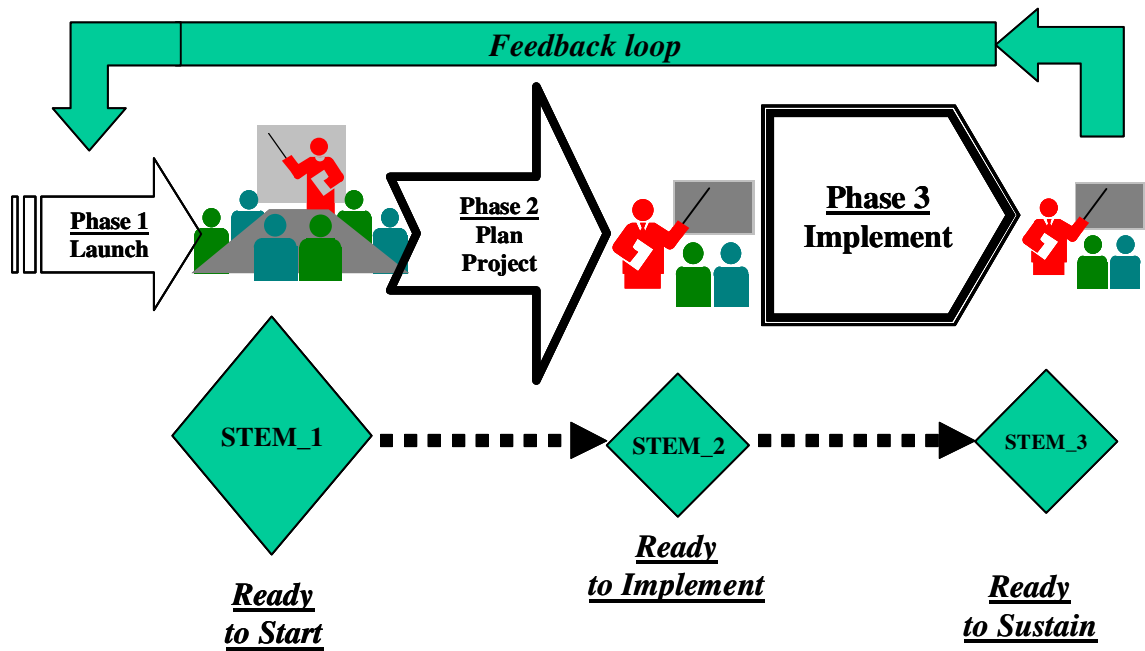 Feedback loop
Phase 1
Launch
Phase 2
Plan
Project
Phase 3
Implement
STEM_1
STEM_2
STEM_3
Ready
to Start
Ready
to Implement
Ready
to Sustain